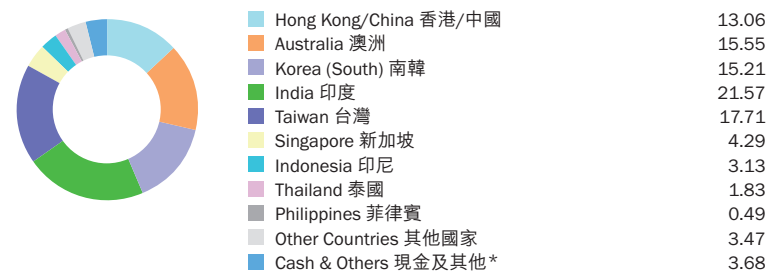 Hong Kong/China 香港/中國 13.06
Australia 澳洲 15.55
Korea (South) 南韓 15.21
India 印度 21.57
Taiwan 台灣 17.71
Singapore 新加坡 4.29
Indonesia 印尼 3.13
Thailand 泰國 1.83
Philippines 菲律賓 0.49
Other Countries 其他國家 3.47
Cash & Others 現金及其他* 3.68